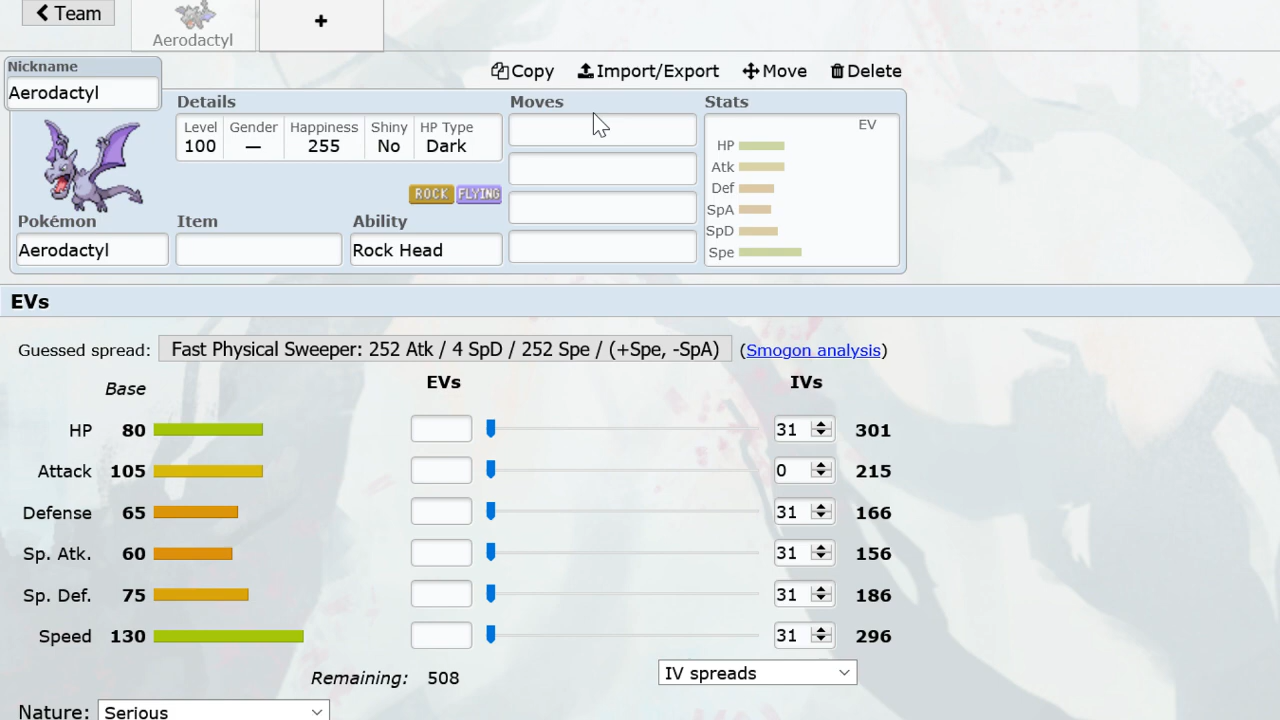 Team
Aerodactyl
+
Nickname
Aerodactyl
Copy Import/Export Move Delete
Details
Level Gender Happiness Shiny HP Type
100 — 255 No Dark
ROCK FLYING
Pokémon Item Ability
Aerodactyl Rock Head
Moves
Stats
EV
HP
Atk
Def
SpA
SpD
Spe
EVs
Guessed spread: Fast Physical Sweeper: 252 Atk / 4 SpD / 252 Spe / (+Spe, -SpA) (Smogon analysis)
Base EVs IVs
HP 80 31 301
Attack 105 0 215
Defense 65 31 166
Sp. Atk. 60 31 156
Sp. Def. 75 31 186
Speed 130 31 296
Remaining: 508 IV spreads
Nature: Serious